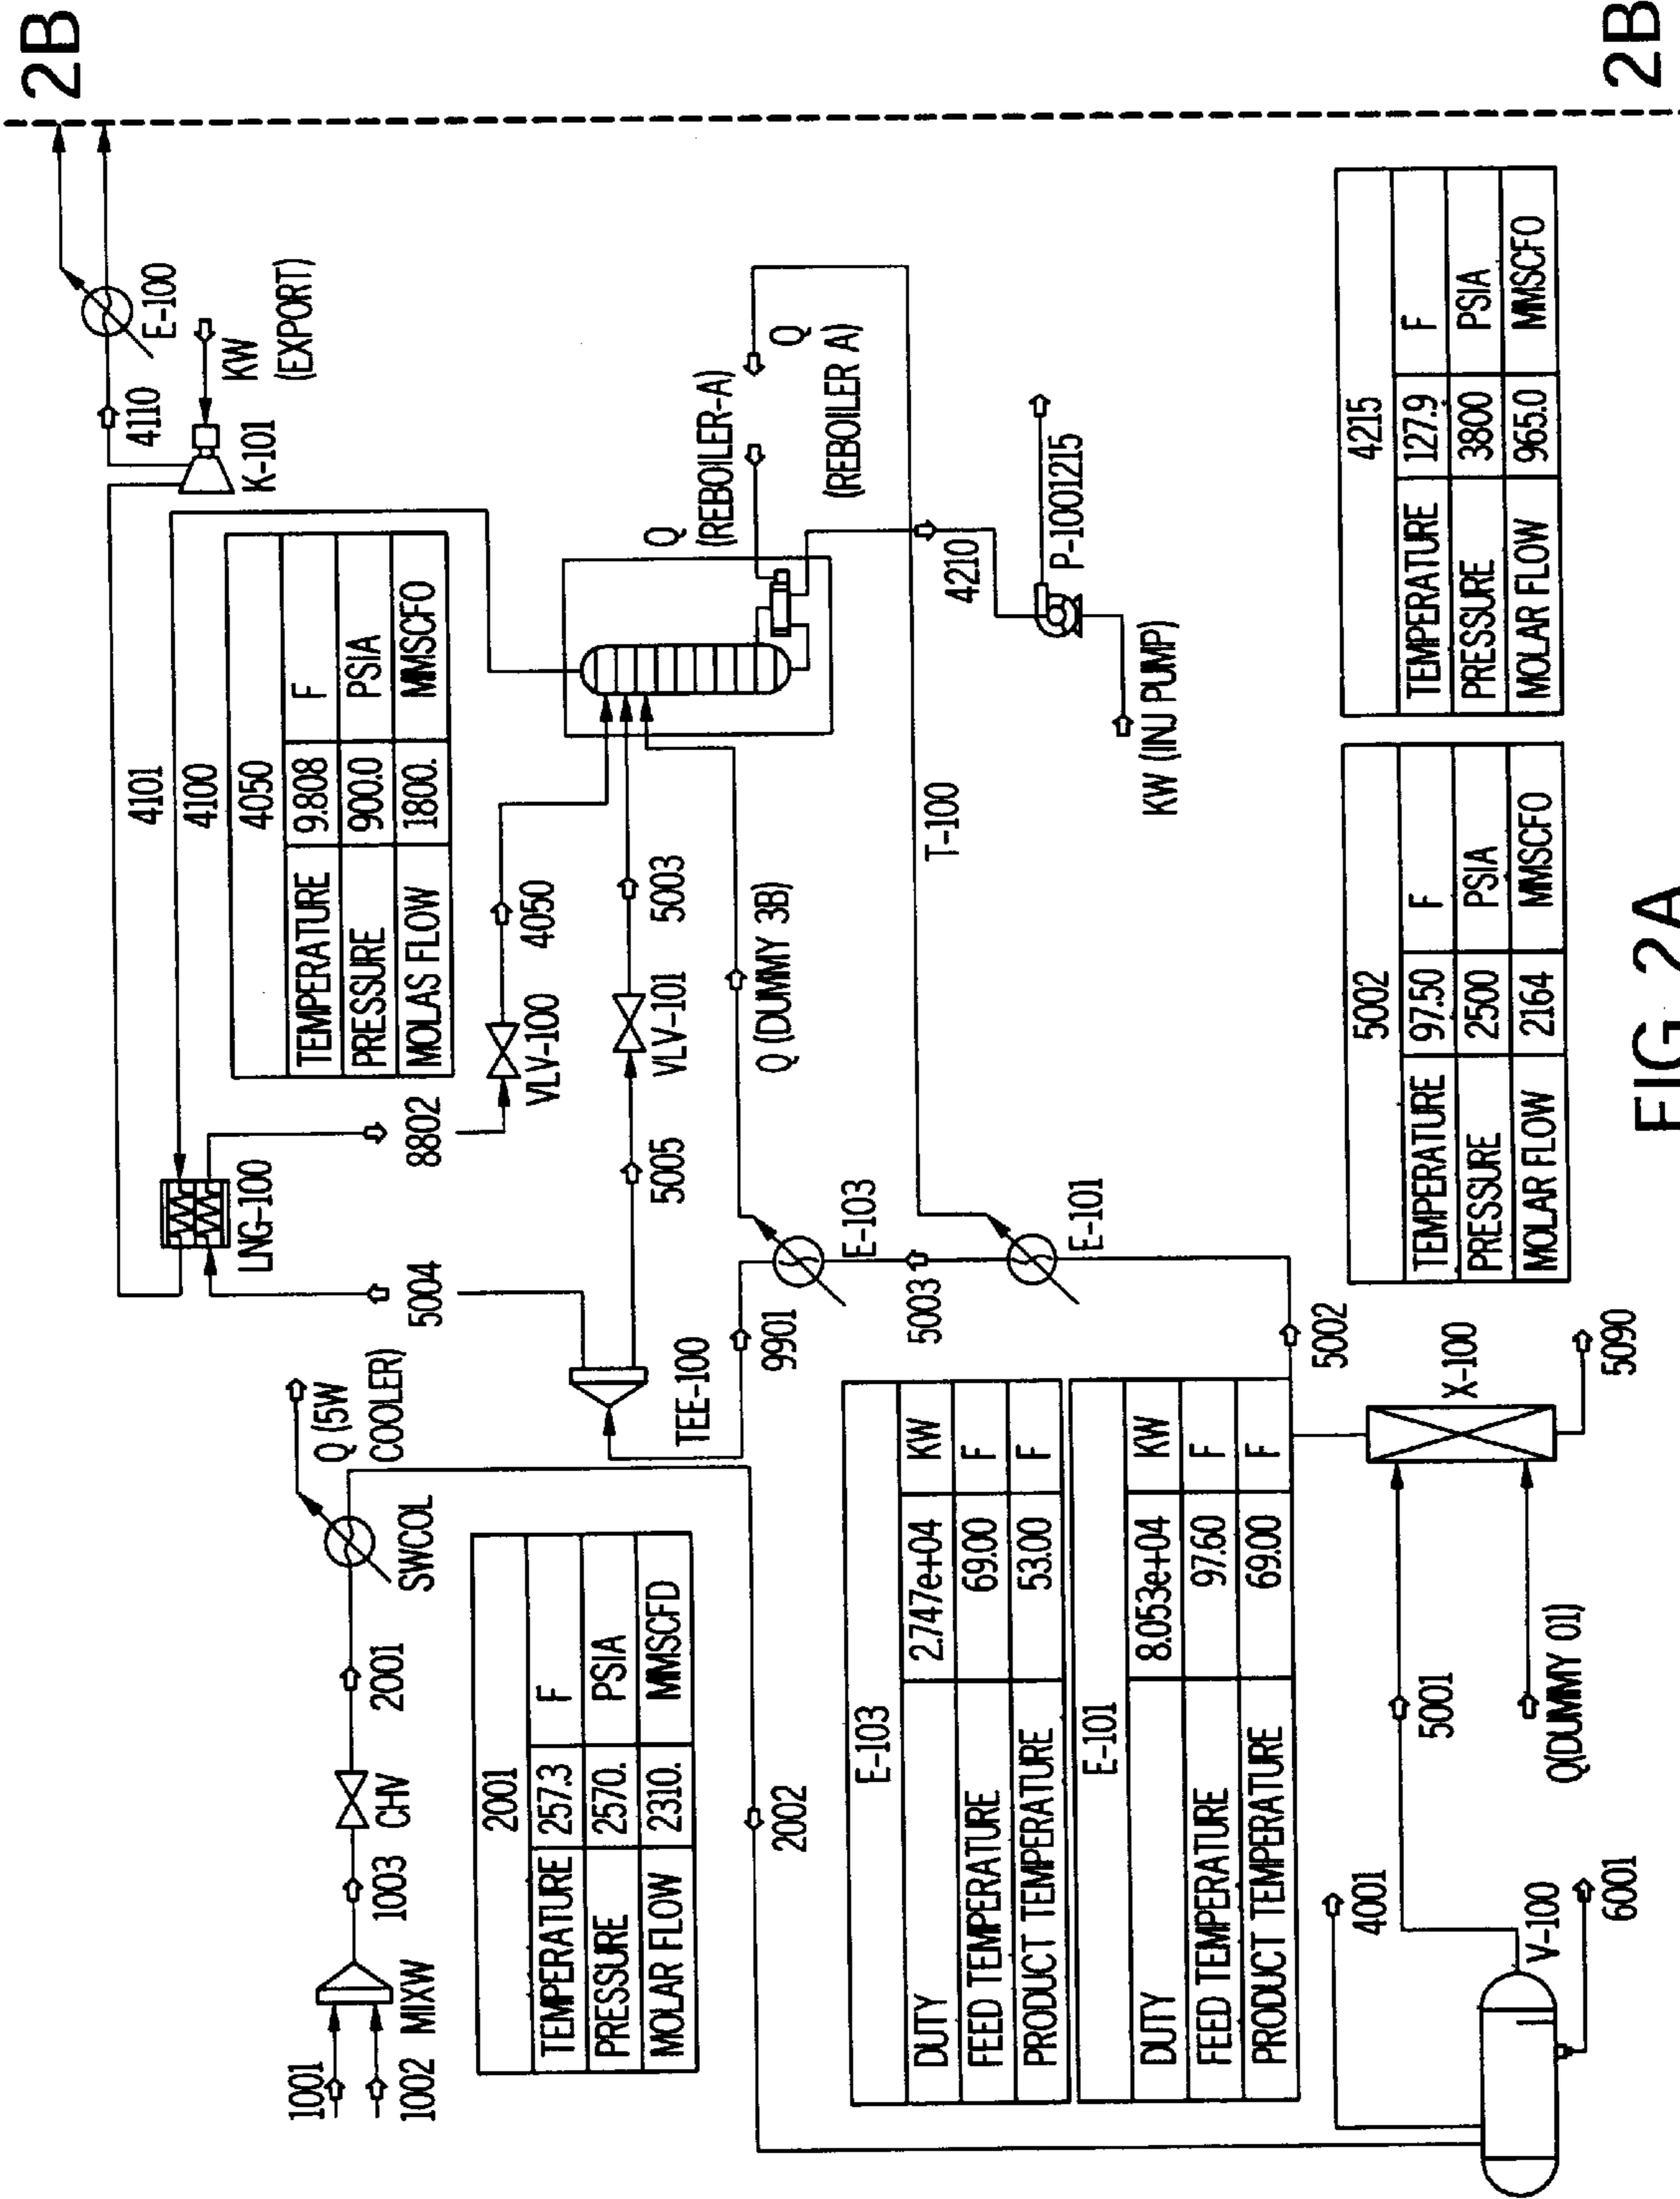 2B
1001
1002
MIXW
1003
CHV
2001
SWCOL
Q (5W
COOLER)
5004
LNG-100
4101
4100
8802
4110
K-101
KW
(EXPORT)
E-100
2001
TEMPERATURE 257.3 F
PRESSURE 2570. PSIA
MOLAR FLOW 2310. MMSCFD
4050
TEMPERATURE 9.808 F
PRESSURE 900.0 PSIA
MOLAS FLOW 1800. MMSCFO
VLV-100
4050
TEE-100
5005
VLV-101
5003
Q
(REBOILER-A)
Q
(REBOILER A)
2002
9901
Q (DUMMY 3B)
E-103
5003
E-101
T-100
4210
P-1001215
KW (INJ PUMP)
E-103
DUTY 2.747e+04 KW
FEED TEMPERATURE 69.00 F
PRODUCT TEMPERATURE 53.00 F
E-101
DUTY 8.053e+04 KW
FEED TEMPERATURE 97.60 F
PRODUCT TEMPERATURE 69.00 F
5002
4001
5001
X-100
V-100
6001
Q(DUMMY 01)
5090
5002
TEMPERATURE 97.50 F
PRESSURE 2500 PSIA
MOLAR FLOW 2164 MMSCFO
4215
TEMPERATURE 127.9 F
PRESSURE 3800 PSIA
MOLAR FLOW 965.0 MMSCFO
FIG. 2A
2B